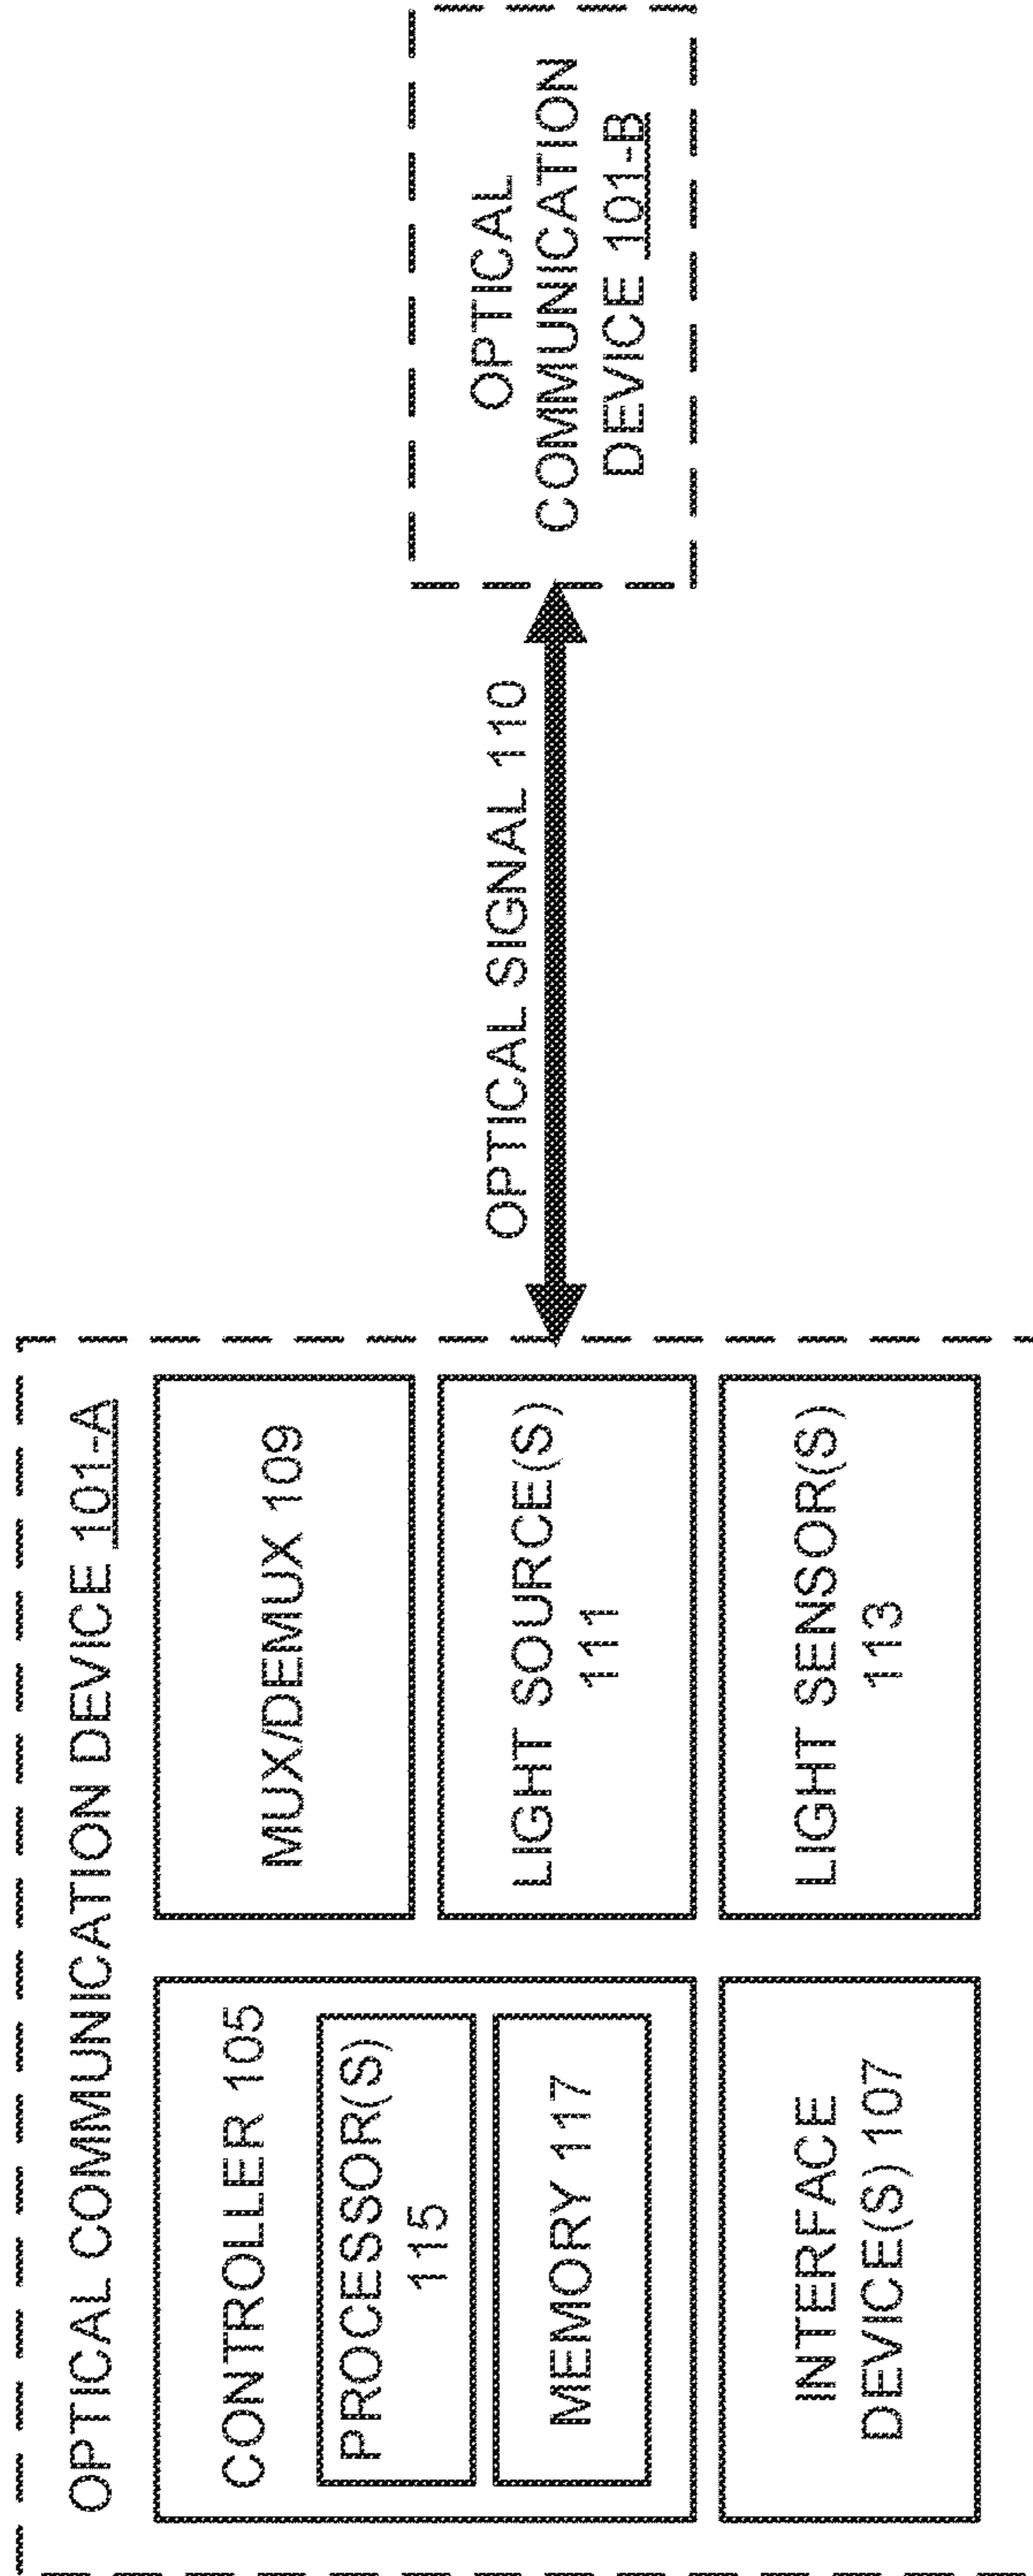 OPTICAL COMMUNICATION DEVICE 101-A
CONTROLLER 105
PROCESSOR(S)
115
MEMORY 117
INTERFACE
DEVICE(S) 107
MUX/DEMUX 109
LIGHT SOURCE(S)
111
LIGHT SENSOR(S)
113
OPTICAL SIGNAL 110
OPTICAL
COMMUNICATION
DEVICE 101-B